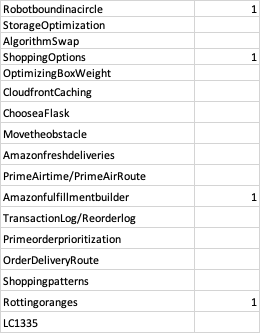 Robotboundinacircle 1
StorageOptimization
AlgorithmSwap
ShoppingOptions 1
OptimizingBoxWeight
CloudfrontCaching
ChooseaFlask
Movetheobstacle
Amazonfreshdeliveries
PrimeAirtime/PrimeAirRoute
Amazonfulfillmentbuilder 1
TransactionLog/Reorderlog
Primeorderprioritization
OrderDeliveryRoute
Shoppingpatterns
Rottingoranges 1
LC1335